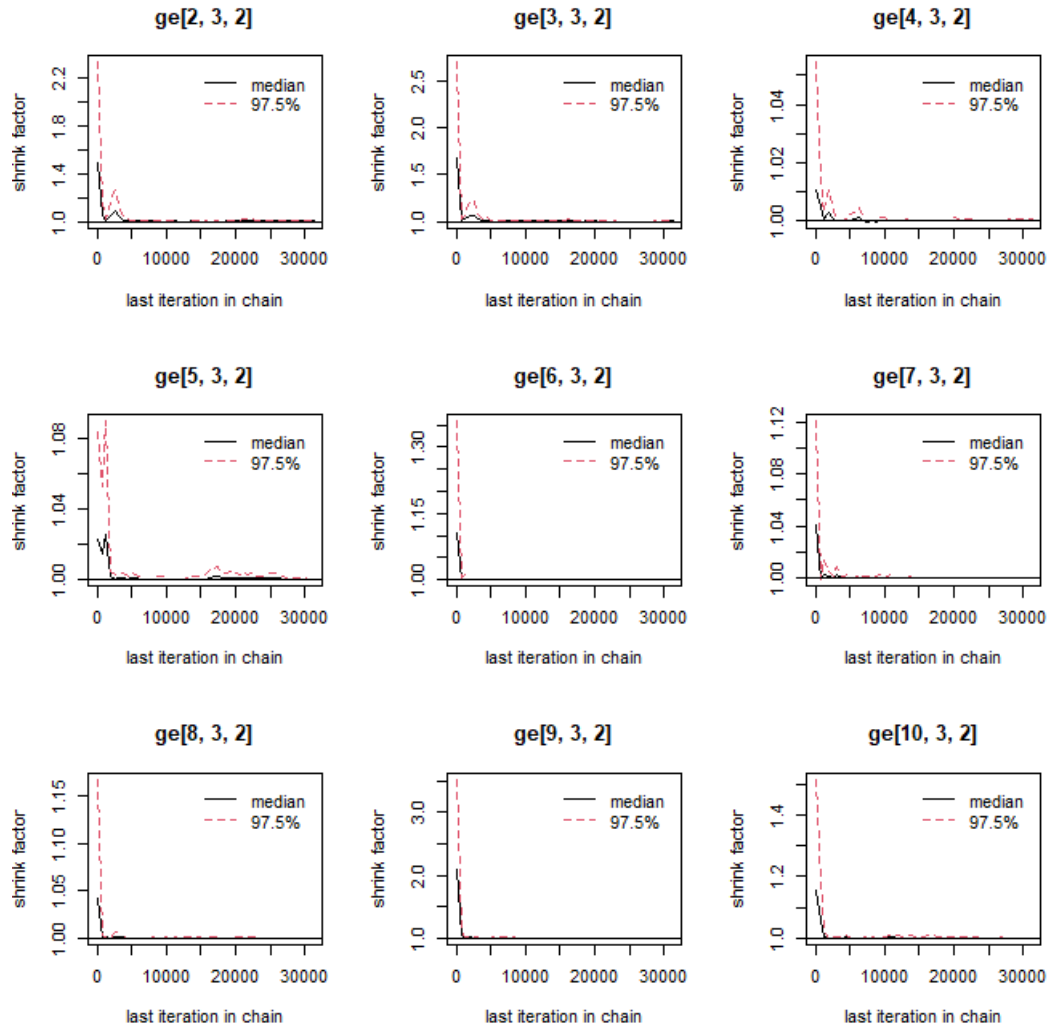 ge[2, 3, 2]
shrink factor
1.0 1.4 1.8 2.2
median
97.5%
0 10000 20000 30000
last iteration in chain
ge[3, 3, 2]
shrink factor
1.0 1.5 2.0 2.5
median
97.5%
0 10000 20000 30000
last iteration in chain
ge[4, 3, 2]
shrink factor
1.00 1.02 1.04
median
97.5%
0 10000 20000 30000
last iteration in chain
ge[5, 3, 2]
shrink factor
1.00 1.04 1.08
median
97.5%
0 10000 20000 30000
last iteration in chain
ge[6, 3, 2]
shrink factor
1.00 1.15 1.30
median
97.5%
0 10000 20000 30000
last iteration in chain
ge[7, 3, 2]
shrink factor
1.00 1.04 1.08 1.12
median
97.5%
0 10000 20000 30000
last iteration in chain
ge[8, 3, 2]
shrink factor
1.00 1.05 1.10 1.15
median
97.5%
0 10000 20000 30000
last iteration in chain
ge[9, 3, 2]
shrink factor
1.0 2.0 3.0
median
97.5%
0 10000 20000 30000
last iteration in chain
ge[10, 3, 2]
shrink factor
1.0 1.2 1.4
median
97.5%
0 10000 20000 30000
last iteration in chain